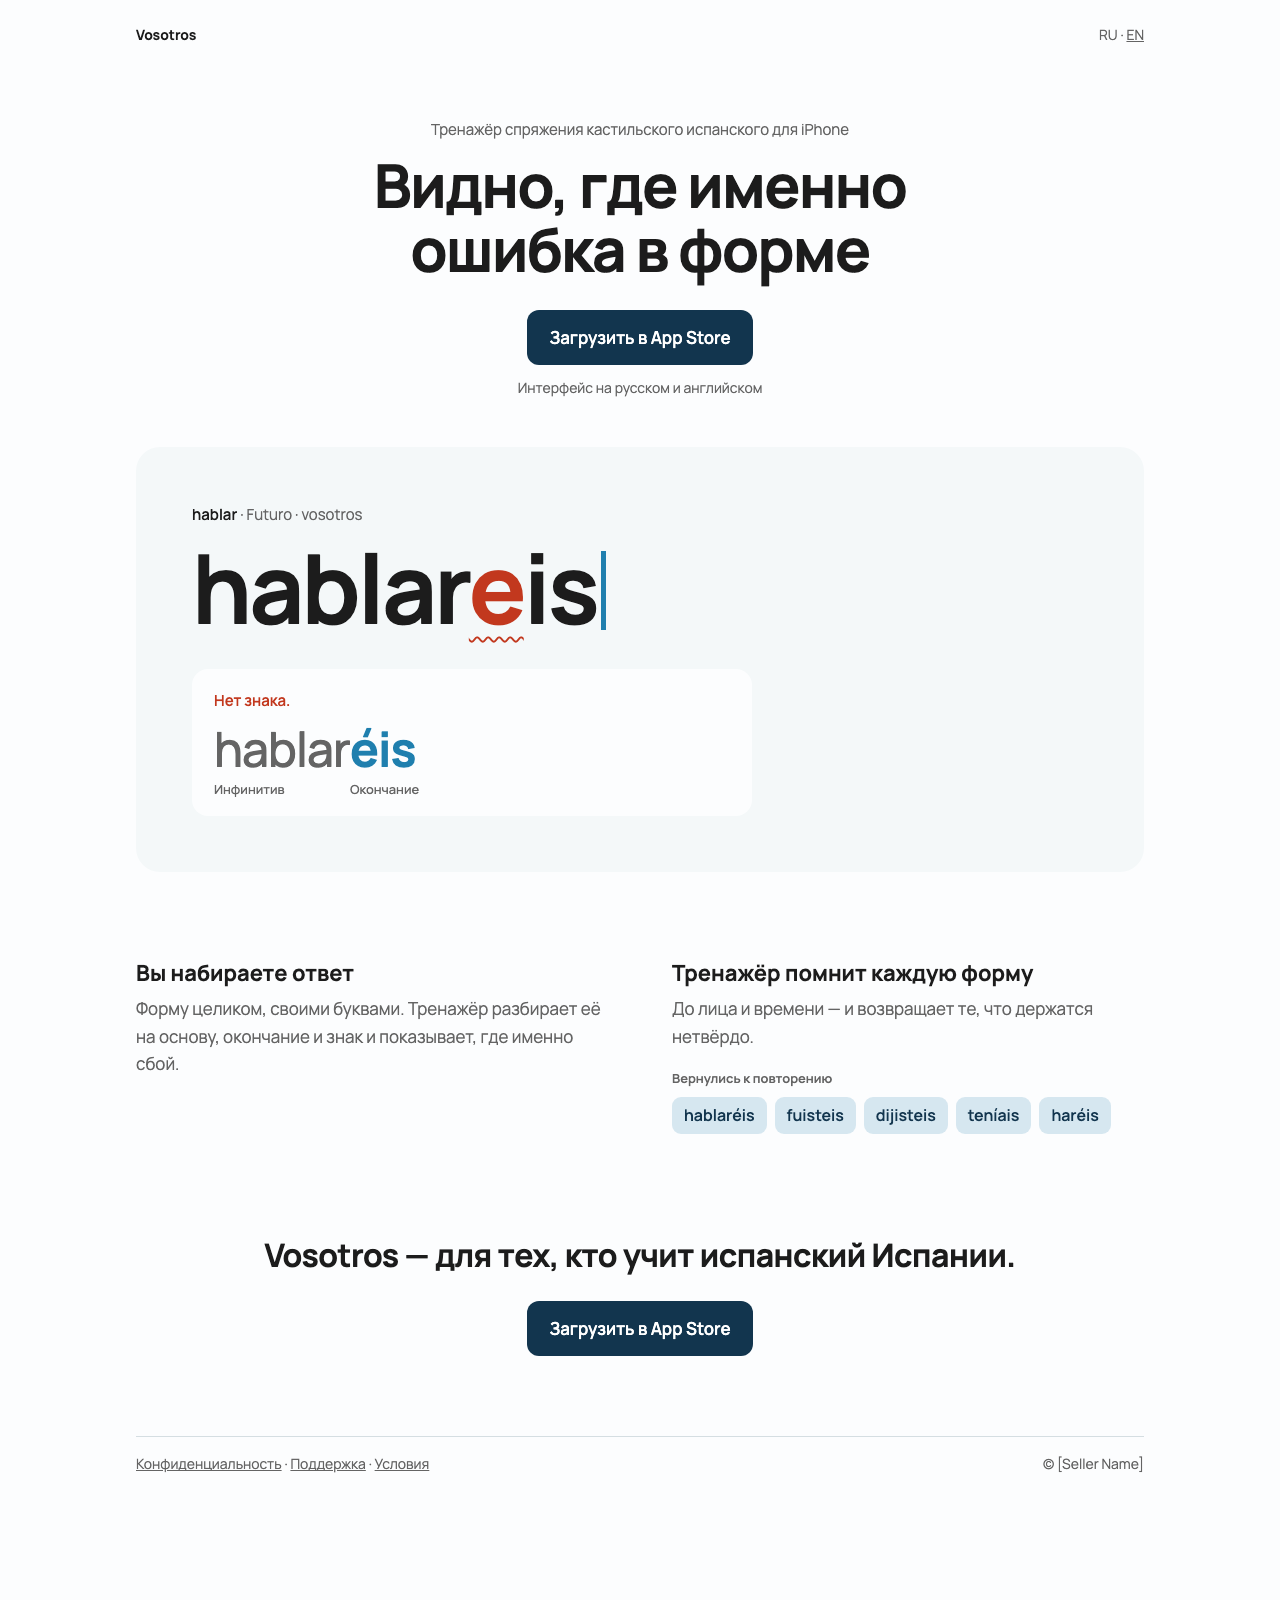 Vosotros
RU · EN
Тренажёр спряжения кастильского испанского для iPhone
Видно, где именно
ошибка в форме
Загрузить в App Store
Интерфейс на русском и английском
hablar · Futuro · vosotros
hablareis
Нет знака.
hablaréis
Инфинитив Окончание
Вы набираете ответ
Форму целиком, своими буквами. Тренажёр разбирает её
на основу, окончание и знак и показывает, где именно
сбой.
Тренажёр помнит каждую форму
До лица и времени — и возвращает те, что держатся
нетвёрдо.
Вернулись к повторению
hablaréis fuisteis dijisteis teníais haréis
Vosotros — для тех, кто учит испанский Испании.
Загрузить в App Store
Конфиденциальность · Поддержка · Условия
© [Seller Name]